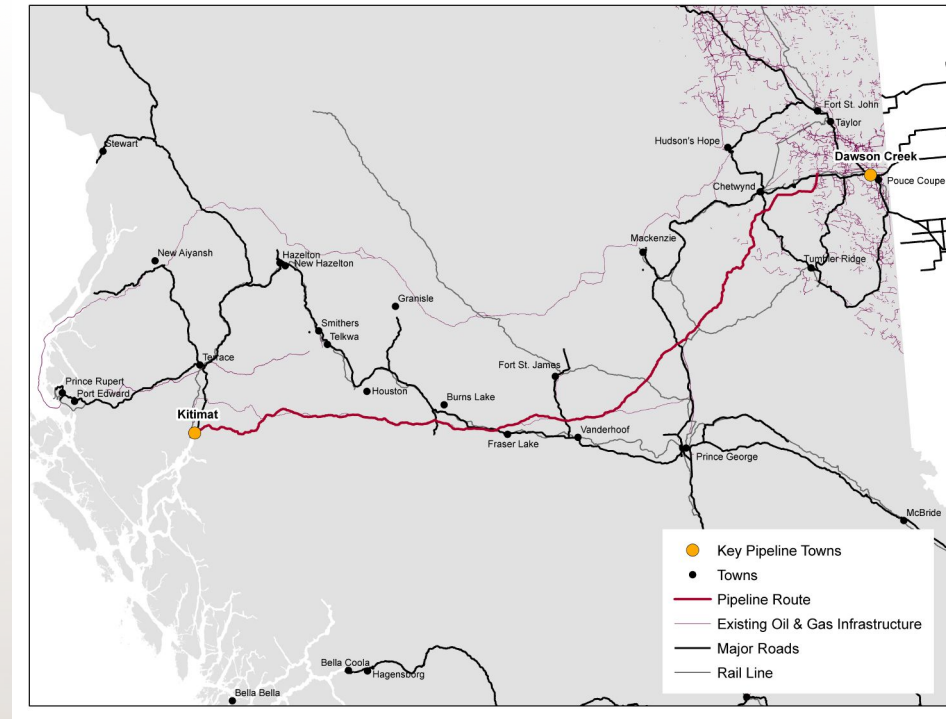 Fort St. John
Taylor
Stewart
Hudson's Hope
Dawson Creek
Pouce Coupe
Chetwynd
New Aiyansh
Hazelton
New Hazelton
Mackenzie
Tumbler Ridge
Granisle
Smithers
Telkwa
Terrace
Fort St. James
Prince Rupert
Port Edward
Houston
Burns Lake
Kitimat
Fraser Lake
Vanderhoof
Prince George
McBride
Key Pipeline Towns
Towns
Pipeline Route
Existing Oil & Gas Infrastructure
Major Roads
Rail Line
Bella Coola
Hagensborg
Bella Bella